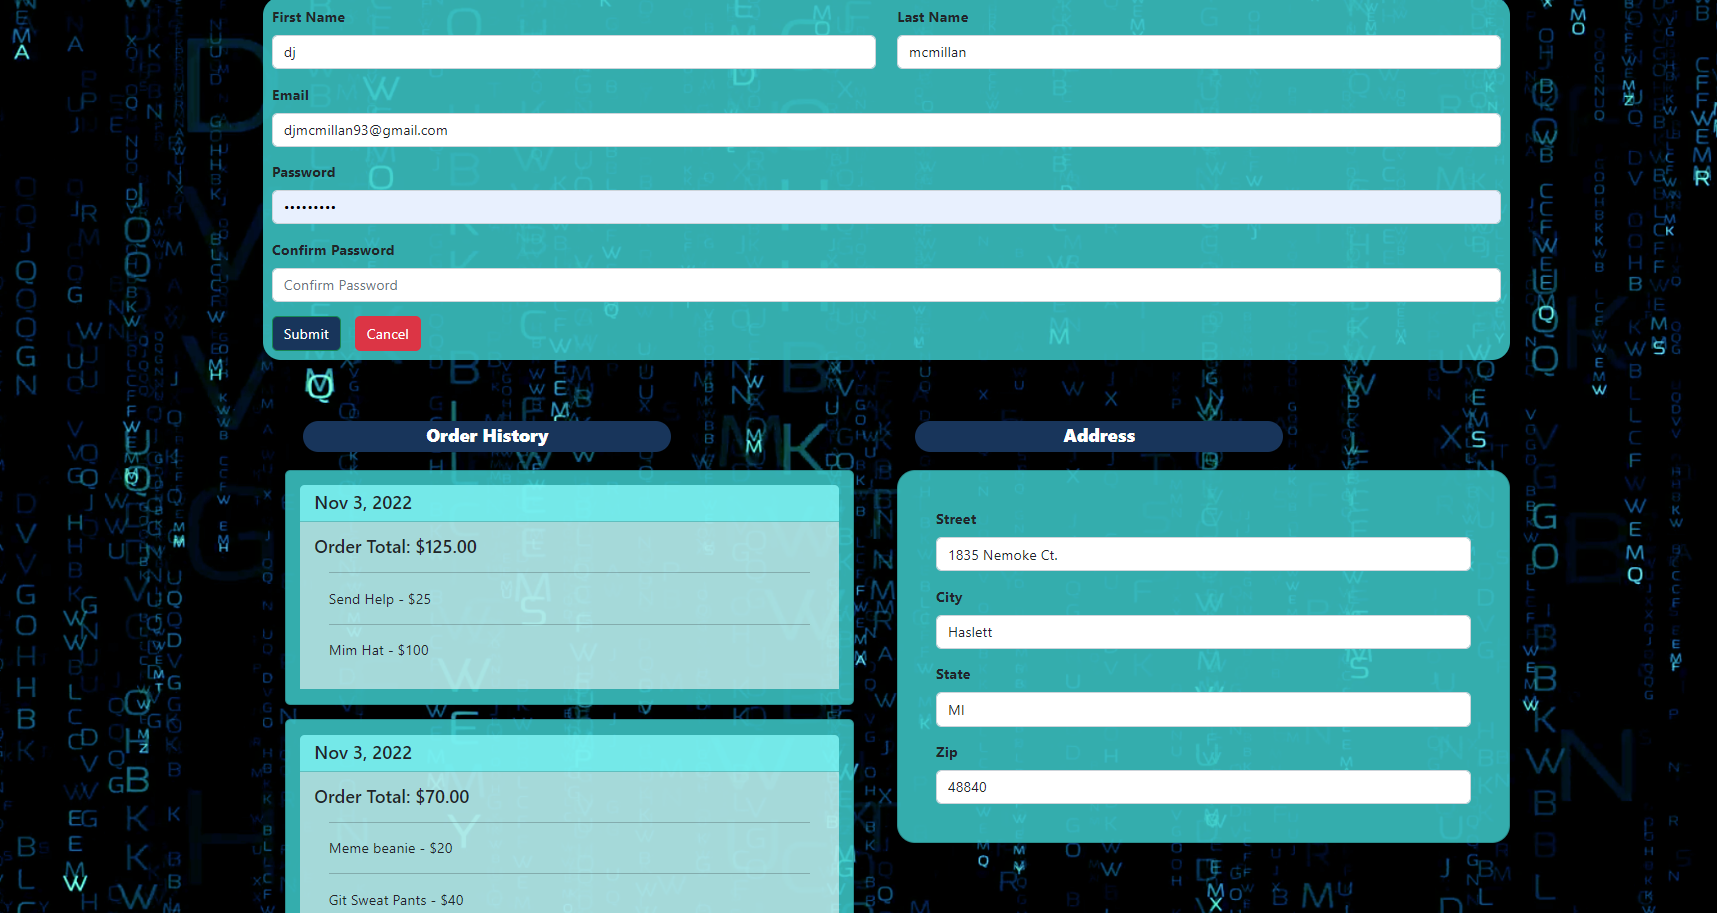 First Name
Last Name
dj
mcmillan
Email
djmcmillan93@gmail.com
Password
•••••••••
Confirm Password
Confirm Password
Submit
Cancel
Order History
Nov 3, 2022
Order Total: $125.00
Send Help - $25
Mim Hat - $100
Nov 3, 2022
Order Total: $70.00
Meme beanie - $20
Git Sweat Pants - $40
Address
Street
1835 Nemoke Ct.
City
Haslett
State
MI
Zip
48840